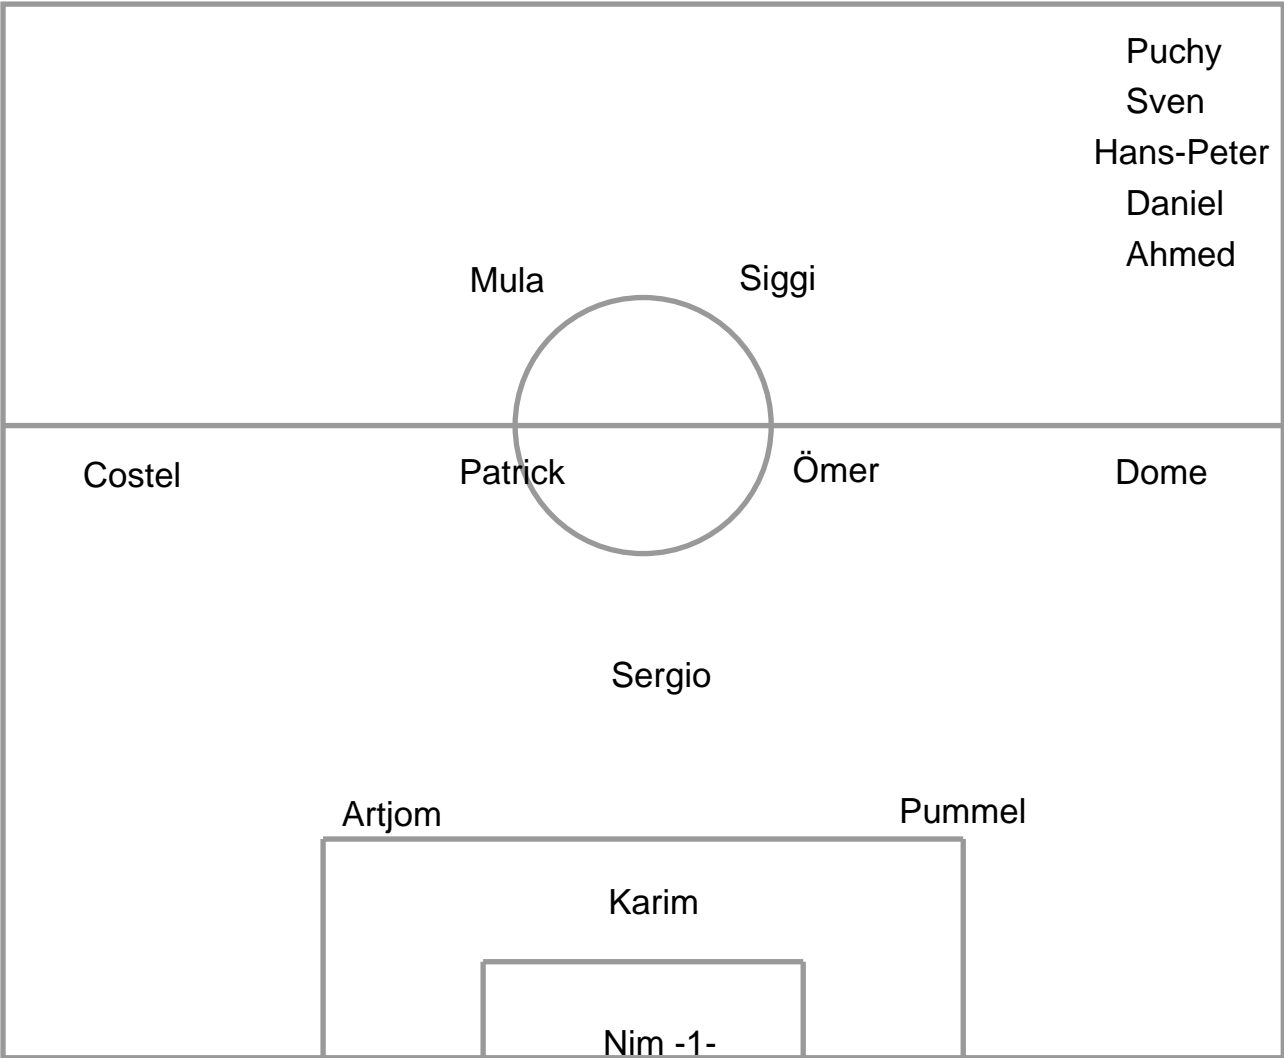 Puchy
Sven
Hans-Peter
Daniel
Ahmed
Mula Siggi
Costel Patrick Ömer Dome
Sergio
Artjom Pummel
Karim
Nim -1-